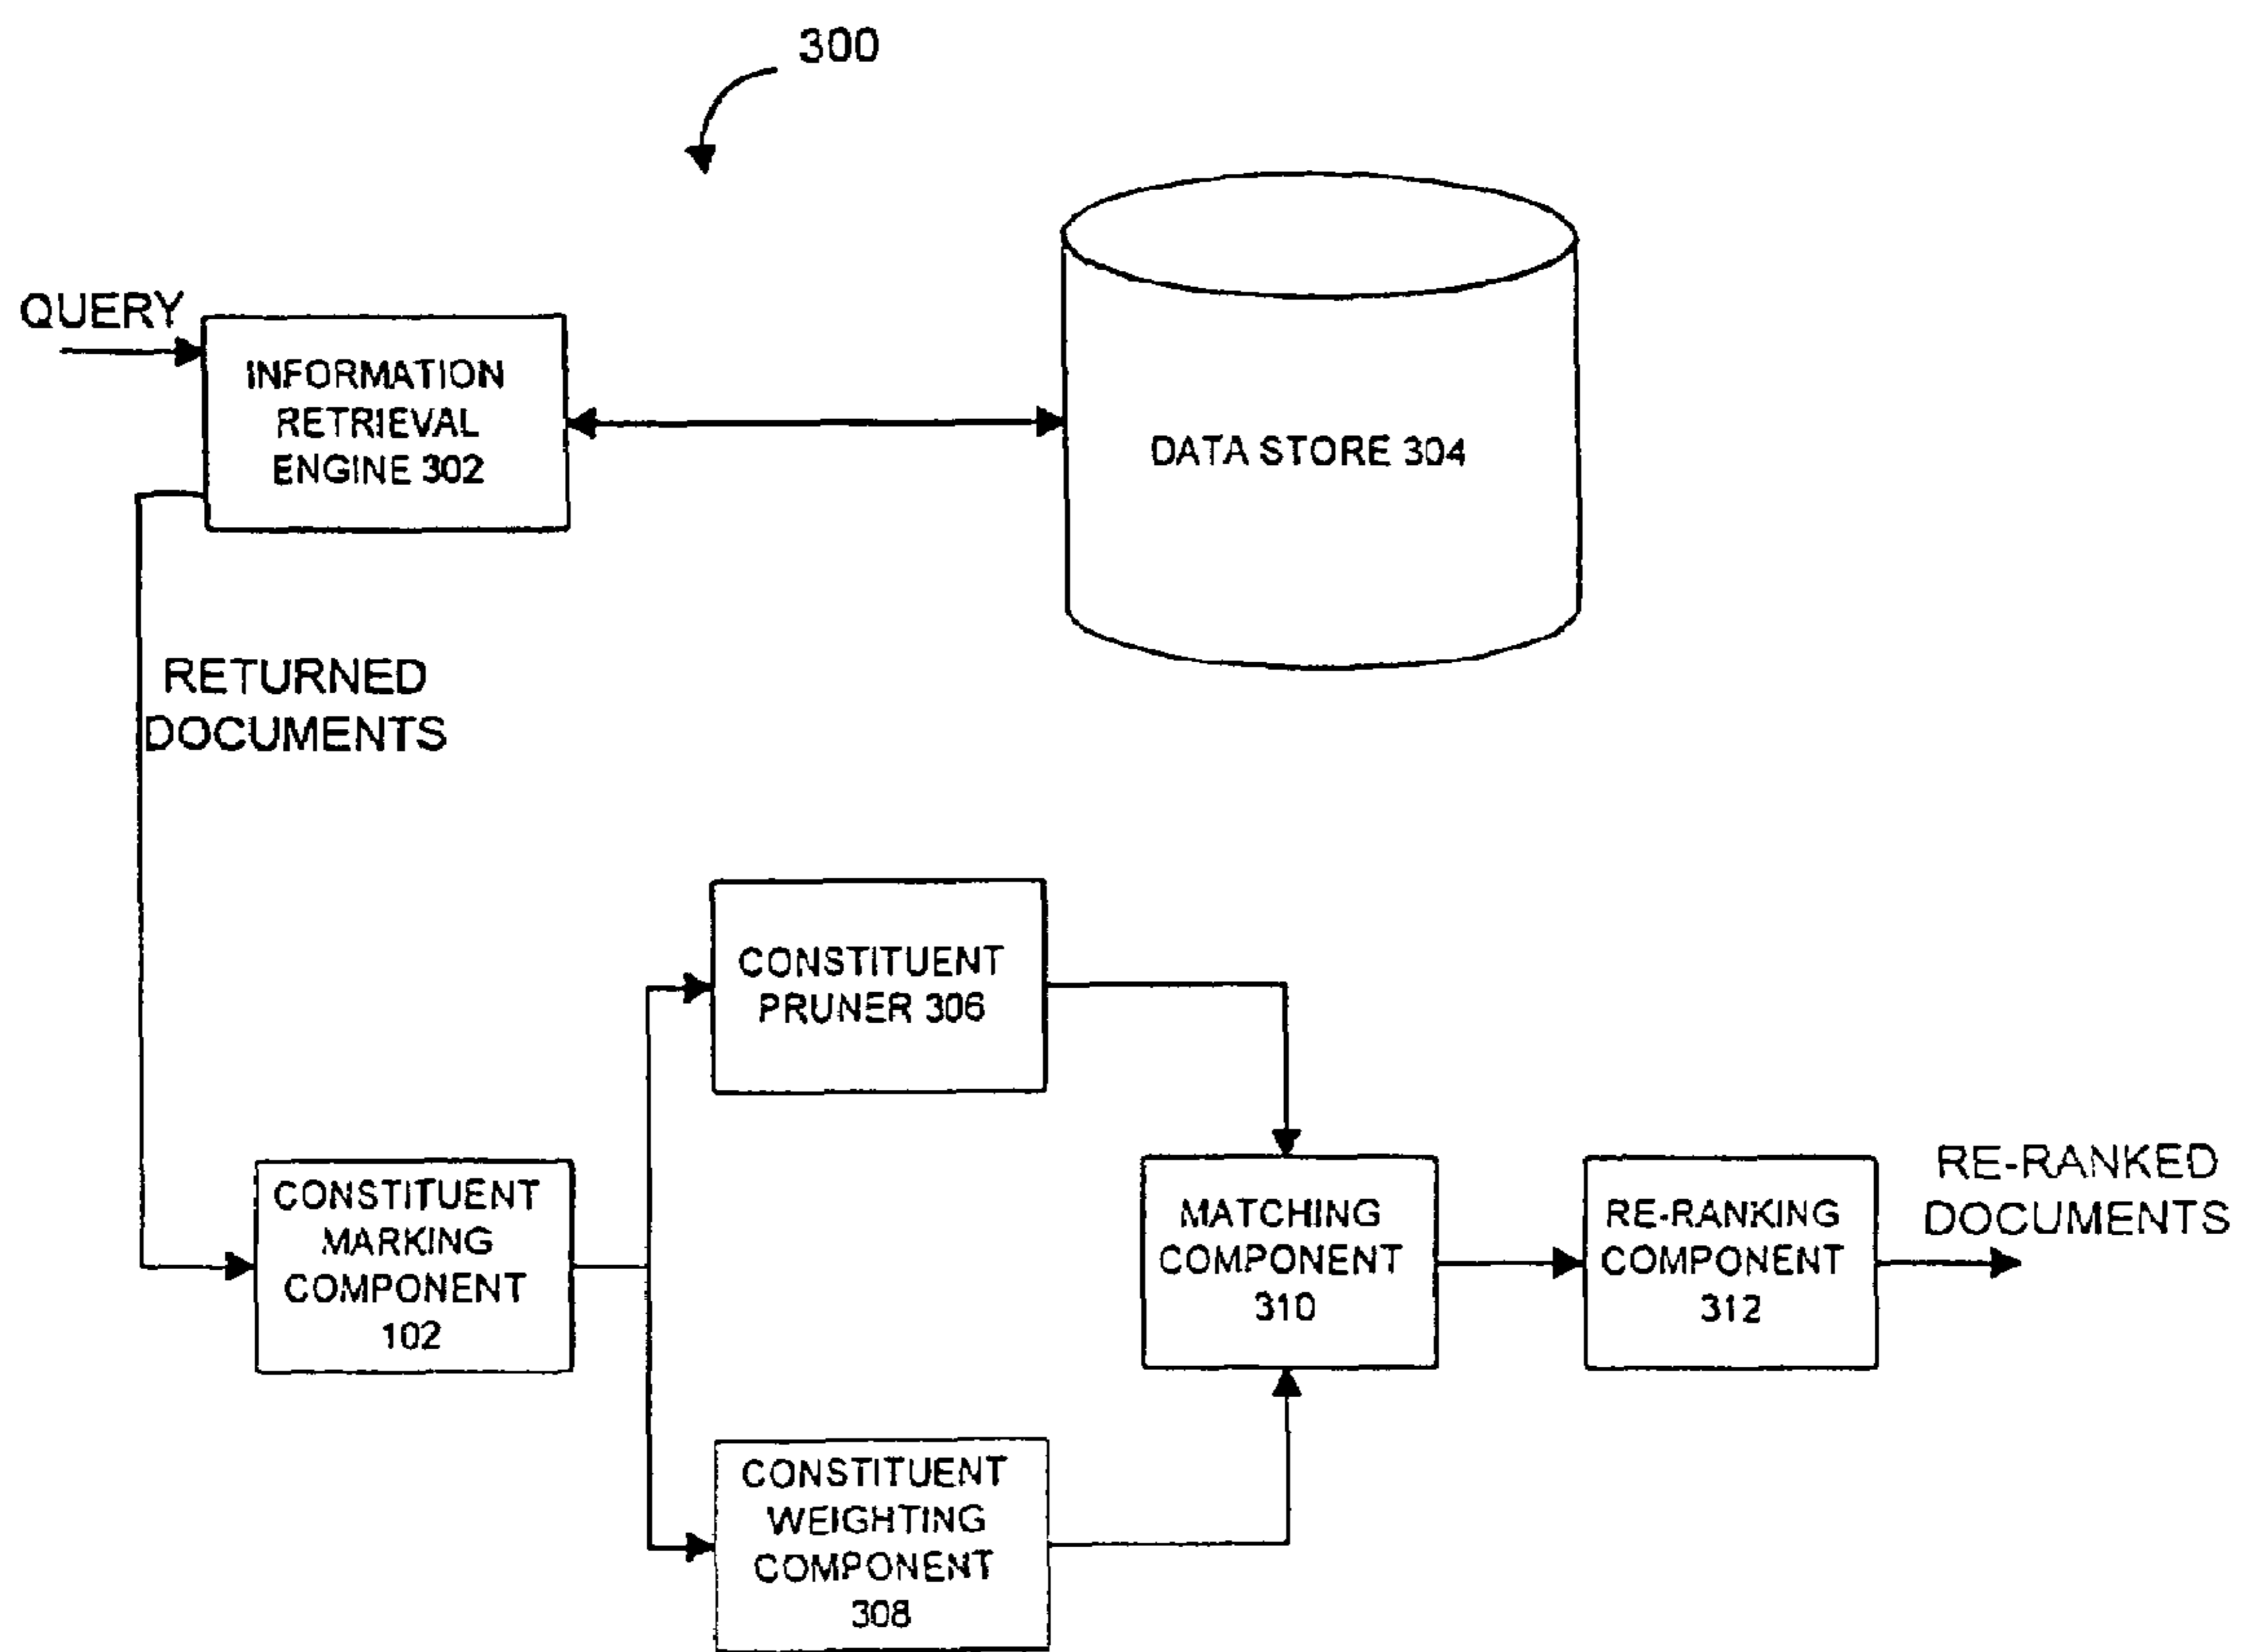 300
QUERY
INFORMATION
RETRIEVAL
ENGINE 302
DATA STORE 304
RETURNED
DOCUMENTS
CONSTITUENT
PRUNER 306
CONSTITUENT
MARKING
COMPONENT
102
MATCHING
COMPONENT
310
RE-RANKING
COMPONENT
312
RE-RANKED
DOCUMENTS
CONSTITUENT
WEIGHTING
COMPONENT
308